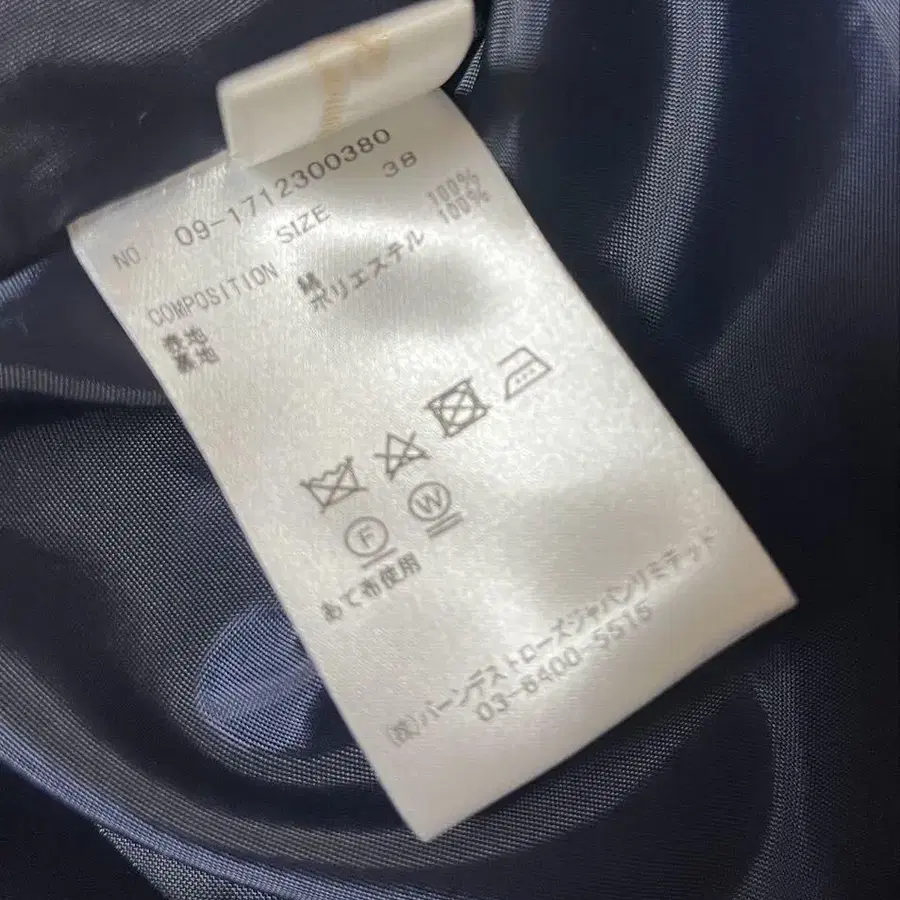 NO. 09-1712300380
SIZE 38
COMPOSITION
表地 綿 100%
裏地 ポリエステル 100%
F W
あて布使用
(株)バーンデストローズジャパンリミテッド
03-6400-5515